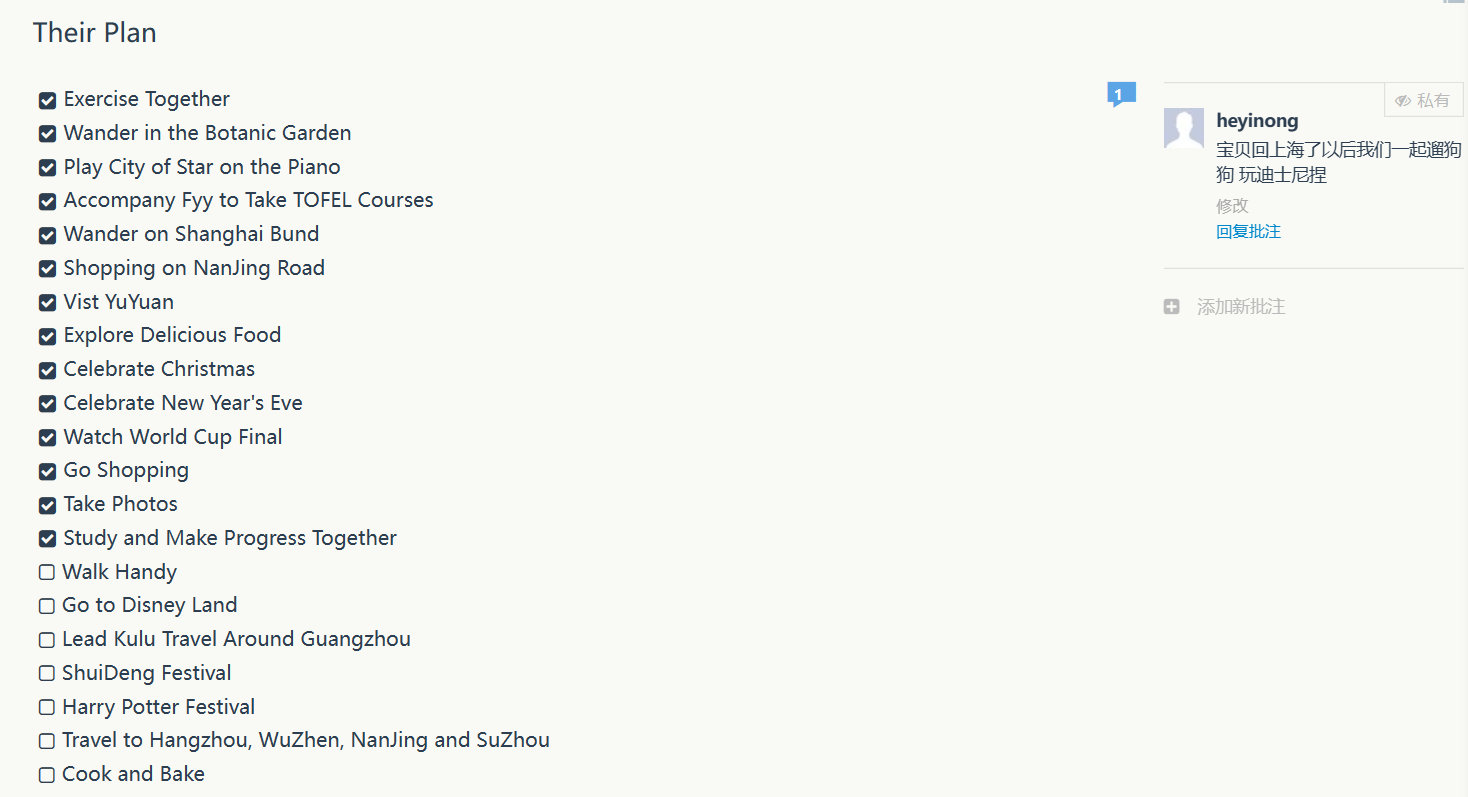 Their Plan
Exercise Together
Wander in the Botanic Garden
Play City of Star on the Piano
Accompany Fyy to Take TOFEL Courses
Wander on Shanghai Bund
Shopping on NanJing Road
Vist YuYuan
Explore Delicious Food
Celebrate Christmas
Celebrate New Year's Eve
Watch World Cup Final
Go Shopping
Take Photos
Study and Make Progress Together
Walk Handy
Go to Disney Land
Lead Kulu Travel Around Guangzhou
ShuiDeng Festival
Harry Potter Festival
Travel to Hangzhou, WuZhen, NanJing and SuZhou
Cook and Bake
1
私有
heyinong
宝贝回上海了以后我们一起遛狗
狗 玩迪士尼捏
修改
回复批注
添加新批注